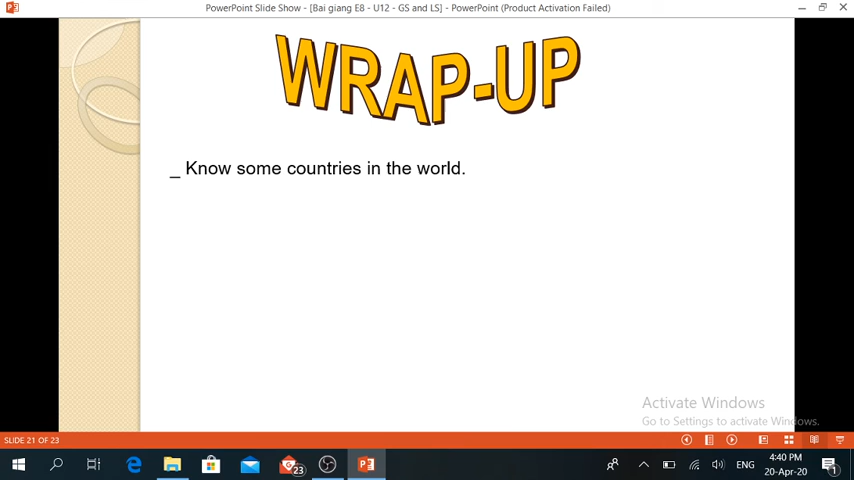 PowerPoint Slide Show - [Bai giang E8 - U12 - GS and LS] - PowerPoint (Product Activation Failed)
WRAP-UP
_ Know some countries in the world.
Activate Windows
Go to Settings to activate Windows.
SLIDE 21 OF 23
23
ENG
4:40 PM
20-Apr-20
1